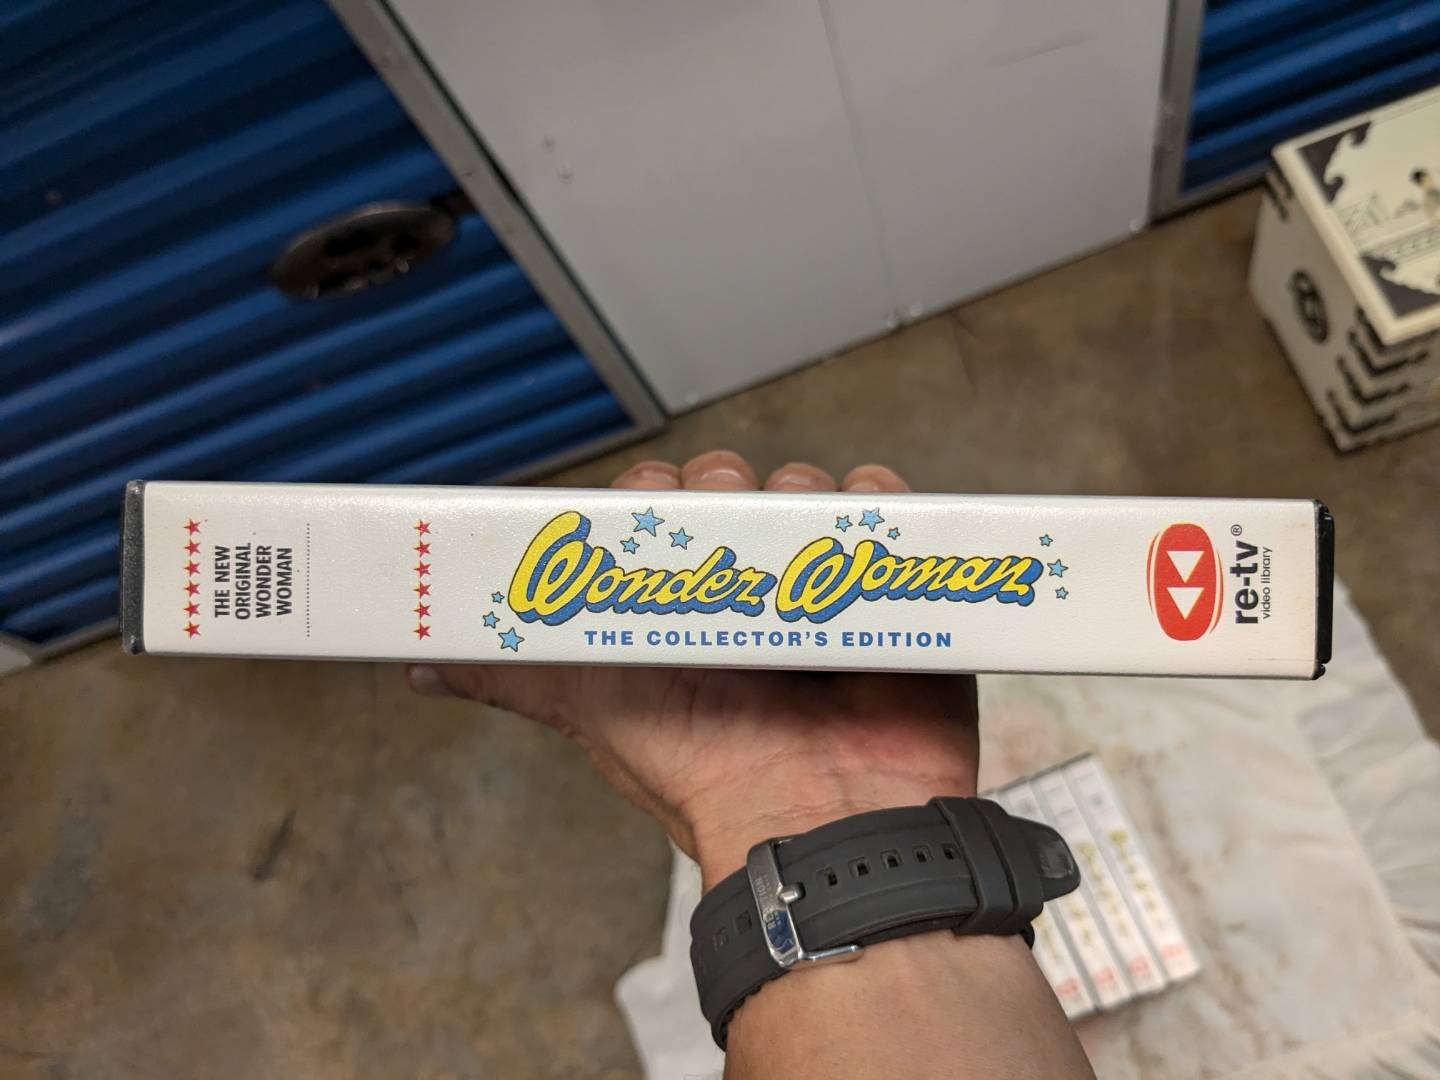 THE NEW
ORIGINAL
WONDER
WOMAN
Wonder Woman
THE COLLECTOR'S EDITION
re-tv®
video library